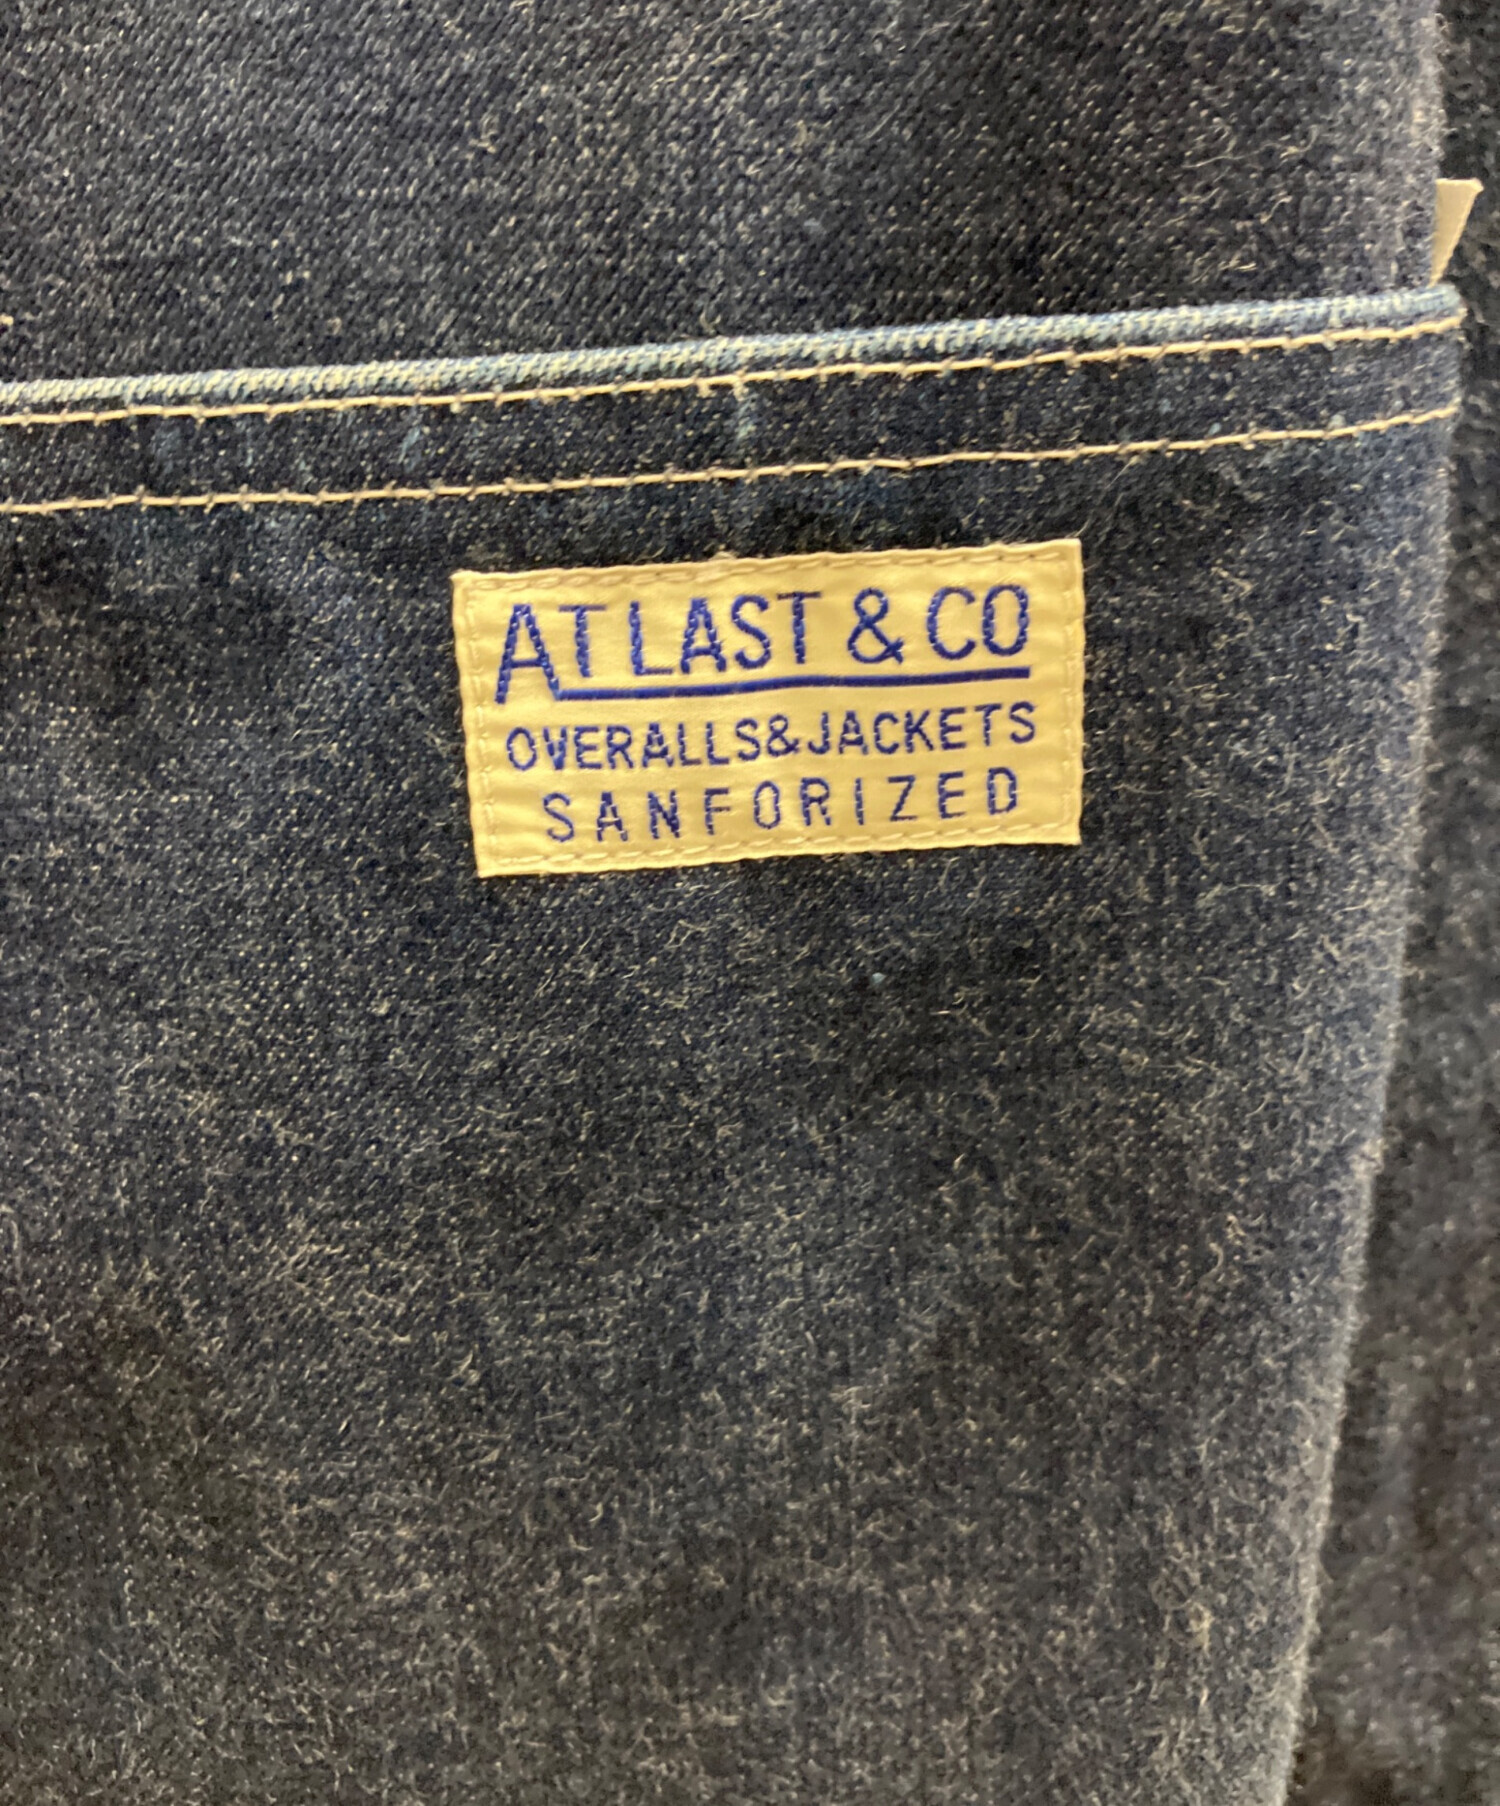 AT LAST & CO
OVERALLS&JACKETS
SANFORIZED